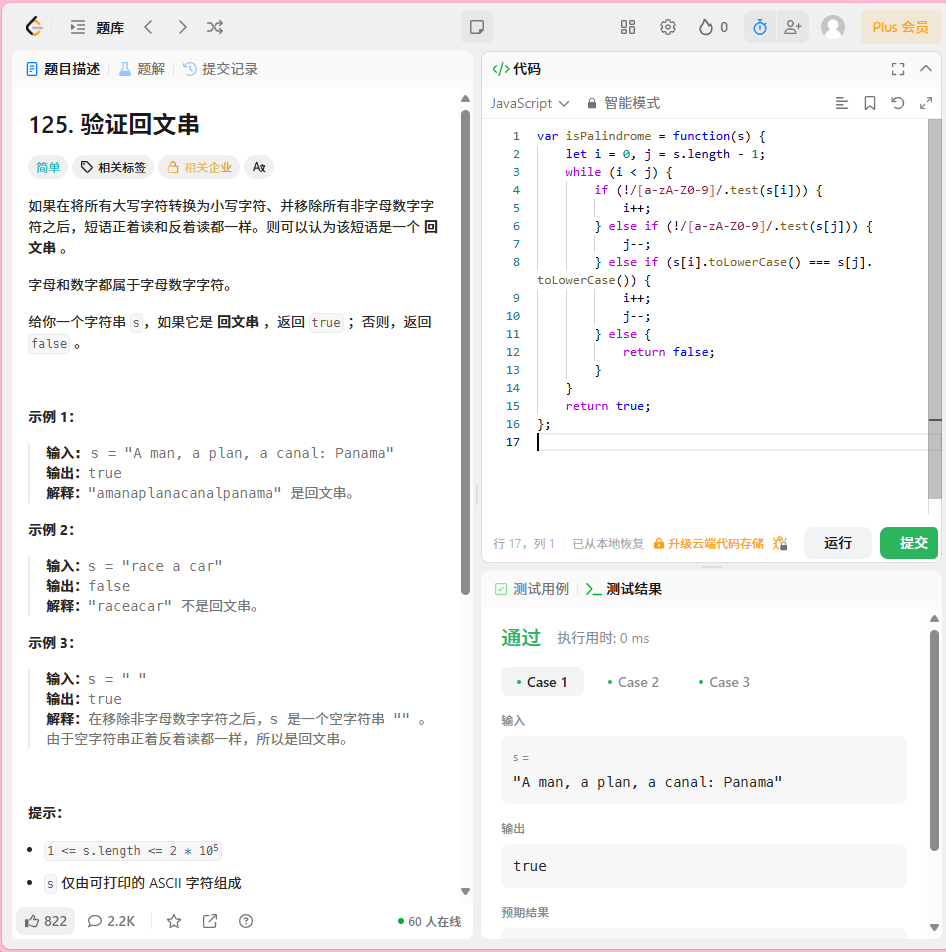 题库
0
Plus 会员
题目描述
题解
提交记录
125. 验证回文串
简单 相关标签 相关企业
如果在将所有大写字符转换为小写字符、并移除所有非字母数字字
符之后，短语正着读和反着读都一样。则可以认为该短语是一个 回
文串 。
字母和数字都属于字母数字字符。
给你一个字符串 s，如果它是 回文串 ，返回 true ；否则，返回
false 。
示例 1：
输入: s = "A man, a plan, a canal: Panama"
输出：true
解释："amanaplanacanalpanama" 是回文串。
示例 2：
输入：s = "race a car"
输出：false
解释："raceacar" 不是回文串。
示例 3：
输入：s = " "
输出：true
解释：在移除非字母数字字符之后，s 是一个空字符串 "" 。
由于空字符串正着反着读都一样，所以是回文串。
提示：
1 <= s.length <= 2 * 10⁵
s 仅由可打印的 ASCII 字符组成
822
2.2K
60 人在线
</> 代码
JavaScript
智能模式
1 var isPalindrome = function(s) {
2 let i = 0, j = s.length - 1;
3 while (i < j) {
4 if (!/[a-zA-Z0-9]/.test(s[i])) {
5 i++;
6 } else if (!/[a-zA-Z0-9]/.test(s[j])) {
7 j--;
8 } else if (s[i].toLowerCase() === s[j].
toLowerCase()) {
9 i++;
10 j--;
11 } else {
12 return false;
13 }
14 }
15 return true;
16 };
17
行 17，列 1
已从本地恢复
升级云端代码存储
运行
提交
测试用例
测试结果
通过 执行用时: 0 ms
Case 1 Case 2 Case 3
输入
s =
"A man, a plan, a canal: Panama"
输出
true
预期结果